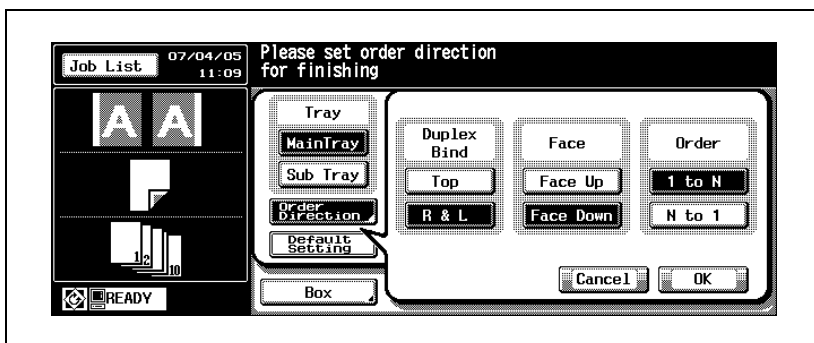 Job List
07/04/05
11:09
Please set order direction
for finishing
A A
1 2 10
READY
Tray
MainTray
Sub Tray
Order
Direction
Default
Setting
Box
Duplex
Bind
Top
R & L
Face
Face Up
Face Down
Order
1 to N
N to 1
Cancel
OK